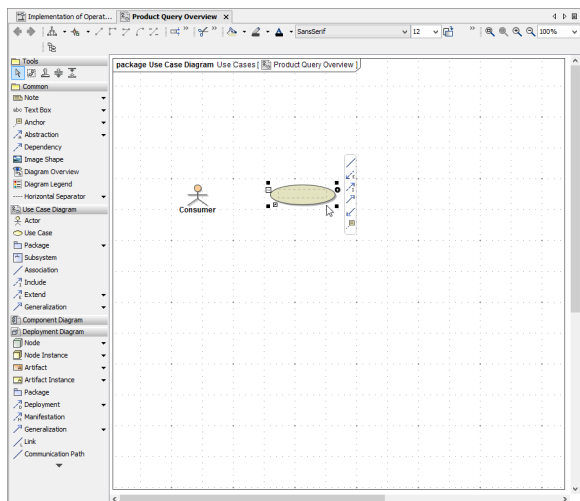 Implementation of Operat...
Product Query Overview
SansSerif
12
100%
Tools
Common
Note
abc Text Box
Anchor
Abstraction
Dependency
Image Shape
Diagram Overview
Diagram Legend
Horizontal Separator
Use Case Diagram
Actor
Use Case
Package
Subsystem
Association
Include
Extend
Generalization
Component Diagram
Deployment Diagram
Node
Node Instance
Artifact
Artifact Instance
Package
Deployment
Manifestation
Generalization
Link
Communication Path
package Use Case Diagram Use Cases [ Product Query Overview ]
Consumer